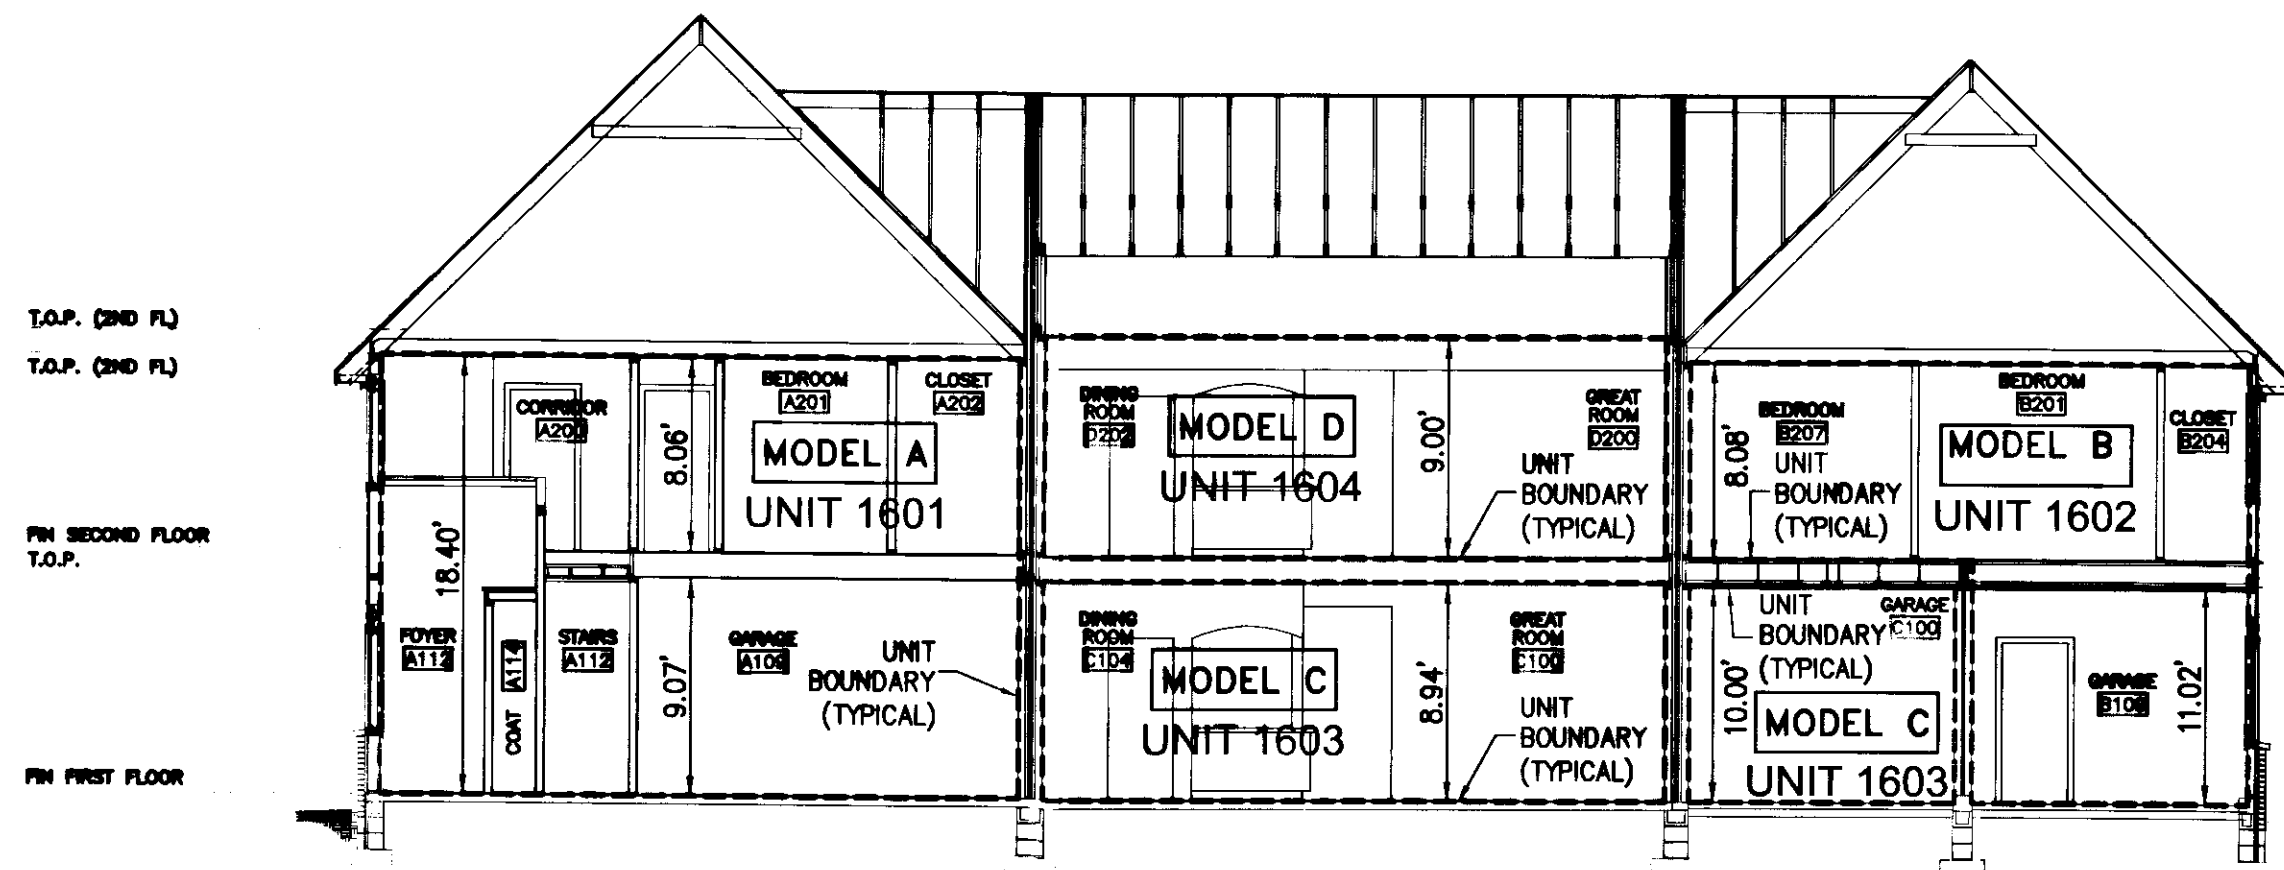 T.O.P. (2ND FL)
T.O.P. (2ND FL)
FIN SECOND FLOOR
T.O.P.
FIN FIRST FLOOR
CORRIDOR
A200
8.06'
BEDROOM
A201
CLOSET
A202
MODEL A
UNIT 1601
18.40'
FOYER
A112
A114
COAT
STAIRS
A112
9.07'
GARAGE
A109
UNIT
BOUNDARY
(TYPICAL)
DINING
ROOM
D202
MODEL D
UNIT 1604
9.00'
GREAT
ROOM
D200
UNIT
BOUNDARY
(TYPICAL)
DINING
ROOM
C104
MODEL C
UNIT 1603
8.94'
GREAT
ROOM
C100
UNIT
BOUNDARY
(TYPICAL)
8.08'
BEDROOM
B207
UNIT
BOUNDARY
(TYPICAL)
BEDROOM
B201
MODEL B
UNIT 1602
CLOSET
B204
10.00'
UNIT
BOUNDARY
(TYPICAL)
GARAGE
C100
MODEL C
UNIT 1603
GARAGE
11.02'